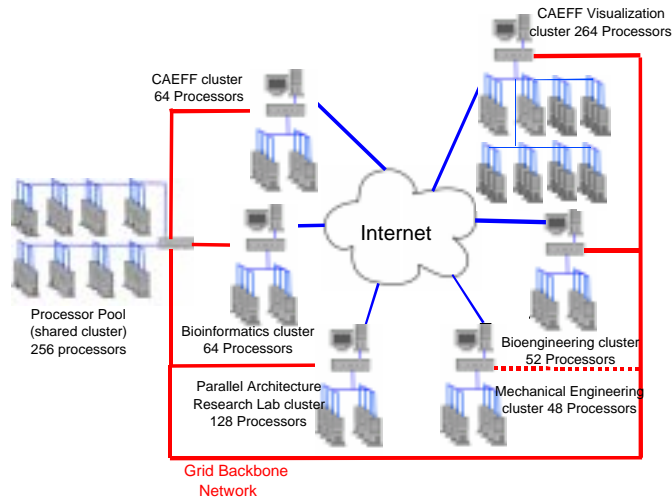 CAEFF Visualization
cluster 264 Processors
CAEFF cluster
64 Processors
Internet
Processor Pool
(shared cluster)
256 processors
Bioinformatics cluster
64 Processors
Bioengineering cluster
52 Processors
Parallel Architecture
Research Lab cluster
128 Processors
Mechanical Engineering
cluster 48 Processors
Grid Backbone
Network